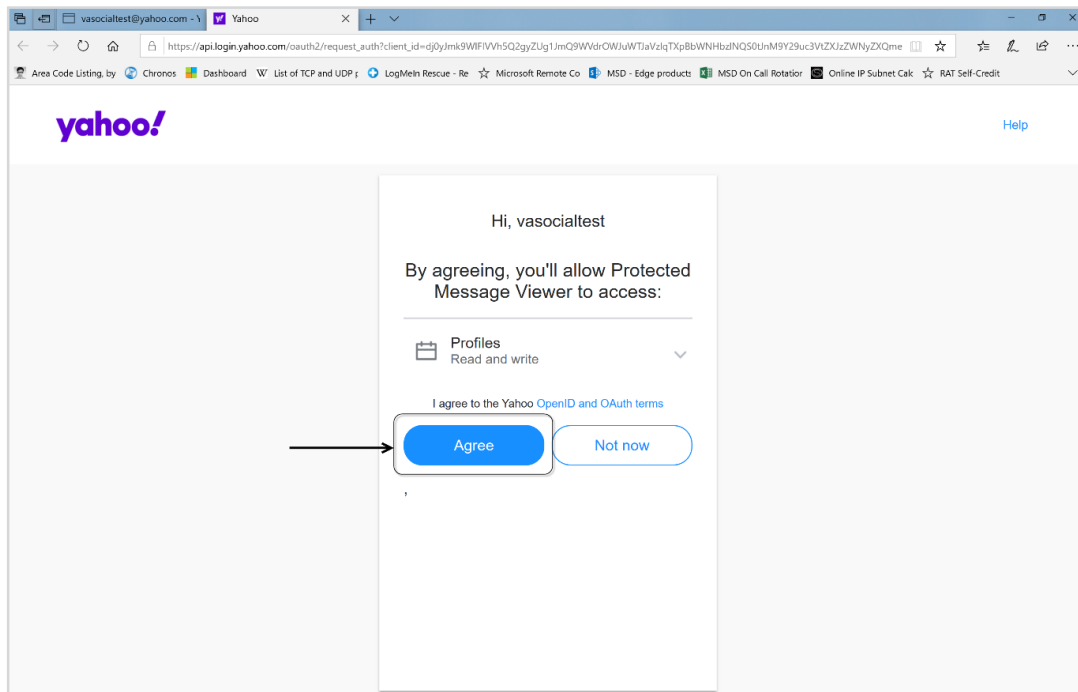 vasocialtest@yahoo.com - Y
Yahoo
https://api.login.yahoo.com/oauth2/request_auth?
Area Code Listing, by
Chronos
Dashboard
W List of TCP and UDP p
LogMeIn Rescue - Re
Microsoft Remote Co
MSD - Edge products
MSD On Call Rotation
Online IP Subnet Calc
RAT Self-Credit
yahoo!
Help
Hi, vasocialtest
By agreeing, you'll allow Protected
Message Viewer to access:
Profiles
Read and write
I agree to the Yahoo OpenID and OAuth terms
Agree
Not now
,